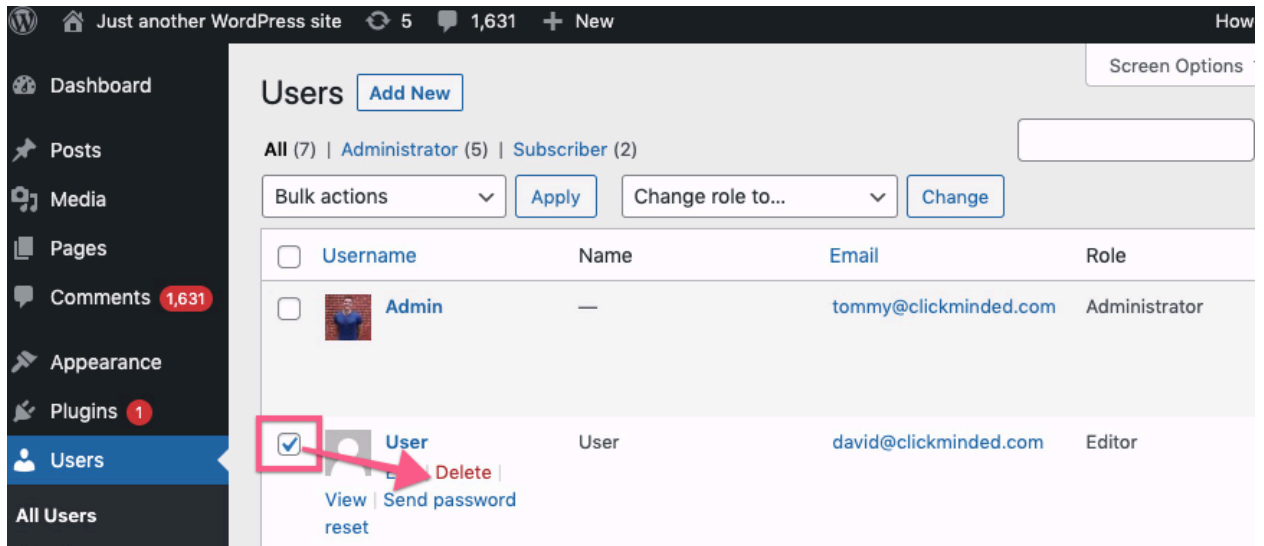 Just another WordPress site 5 1,631 + New How
Screen Options
Dashboard
Users Add New
Posts
All (7) | Administrator (5) | Subscriber (2)
Media
Bulk actions Apply Change role to... Change
Pages
Username Name Email Role
Comments 1,631
Admin — tommy@clickminded.com Administrator
Appearance
Plugins 1
User User david@clickminded.com Editor
Users
| Delete |
View | Send password
reset
All Users